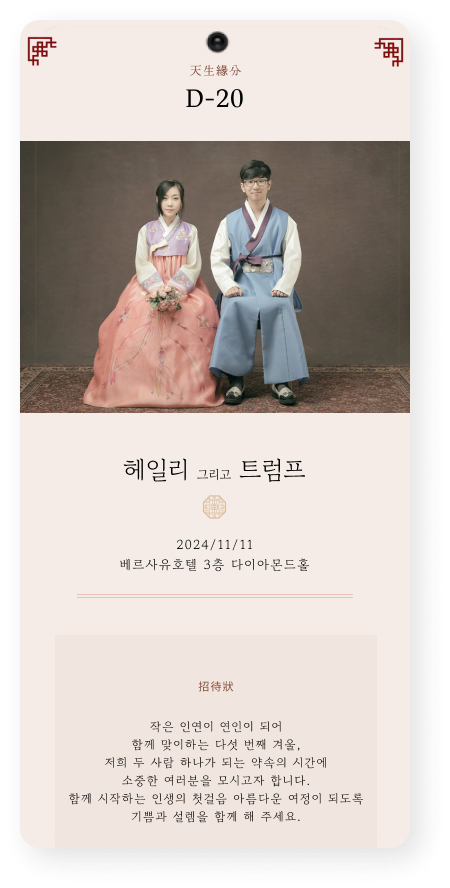 天生緣分
D-20
헤일리 그리고 트럼프
2024/11/11
베르사유호텔 3층 다이아몬드홀
招待狀
작은 인연이 연인이 되어
함께 맞이하는 다섯 번째 겨울,
저희 두 사람 하나가 되는 약속의 시간에
소중한 여러분을 모시고자 합니다.
함께 시작하는 인생의 첫걸음 아름다운 여정이 되도록
기쁨과 설렘을 함께 해 주세요.